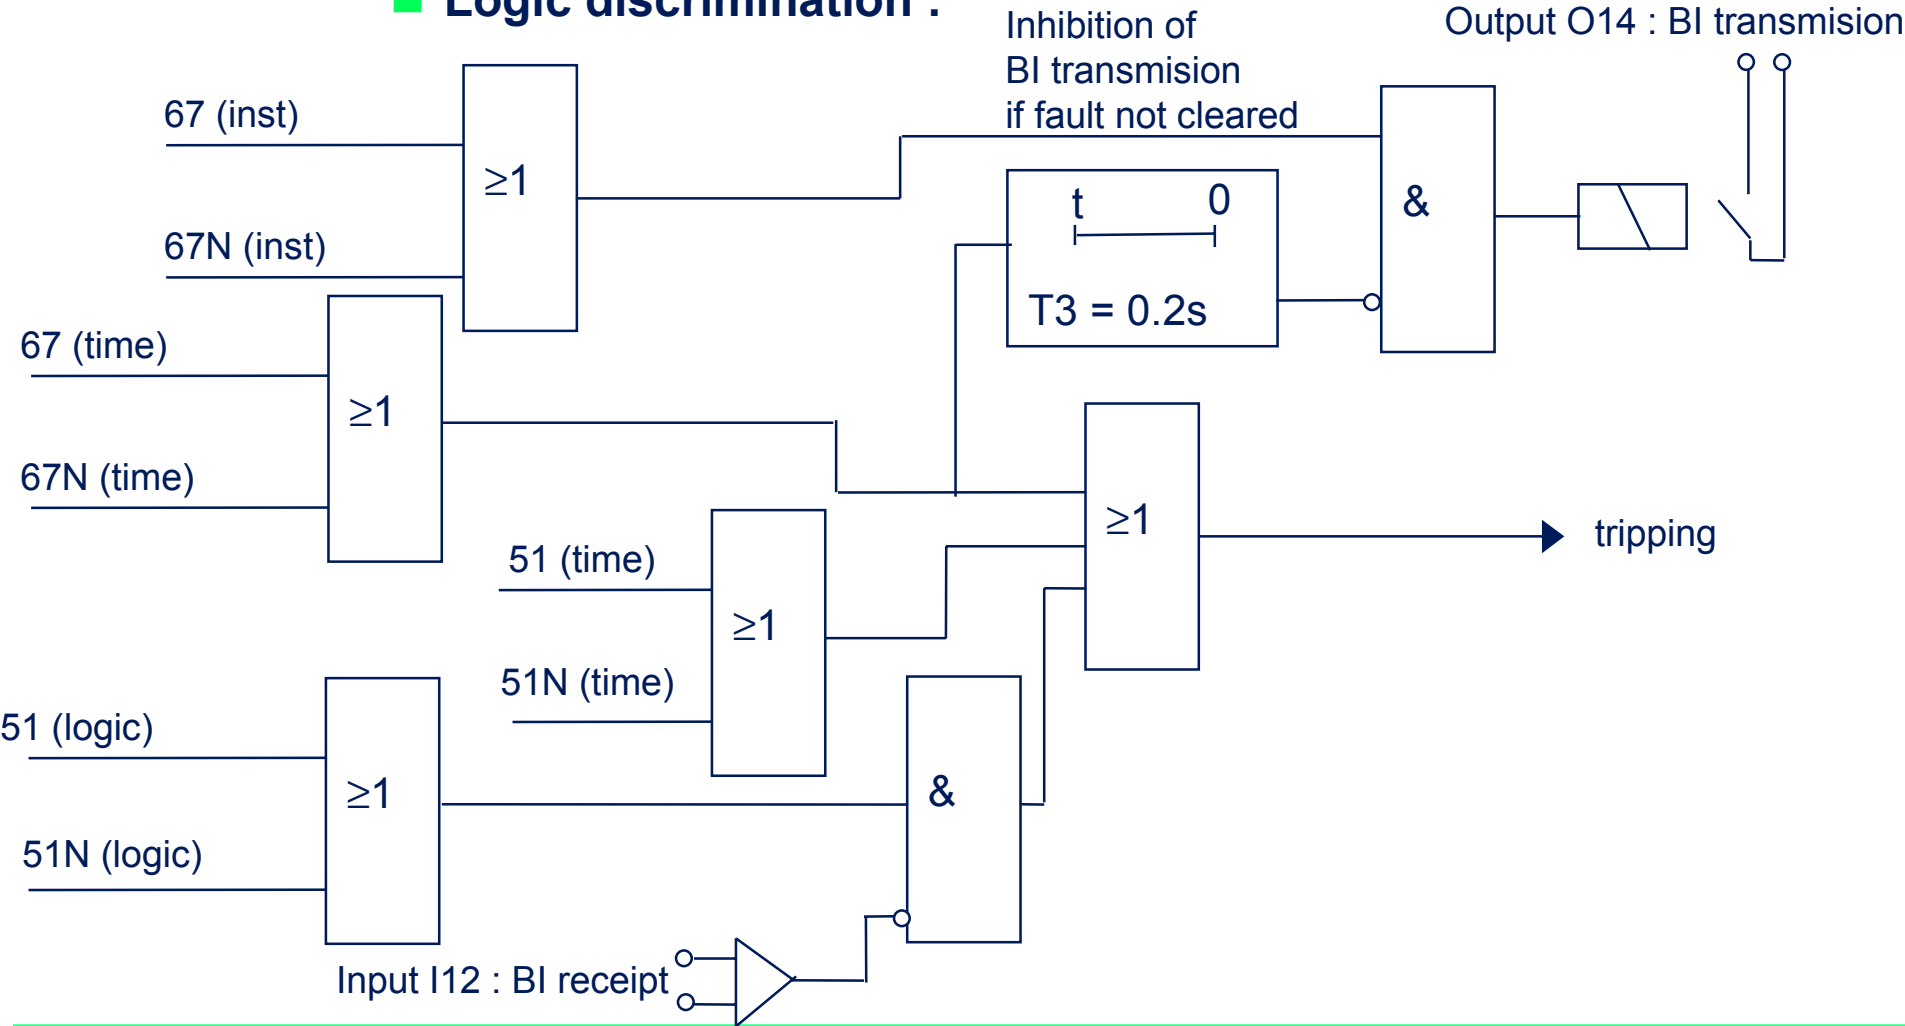 Logic discrimination :
Inhibition of
BI transmision
if fault not cleared
Output O14 : BI transmision
67 (inst)
≥1
67N (inst)
t 0
T3 = 0.2s
&
67 (time)
≥1
67N (time)
51 (time)
≥1
51N (time)
≥1
tripping
51 (logic)
≥1
51N (logic)
&
Input I12 : BI receipt